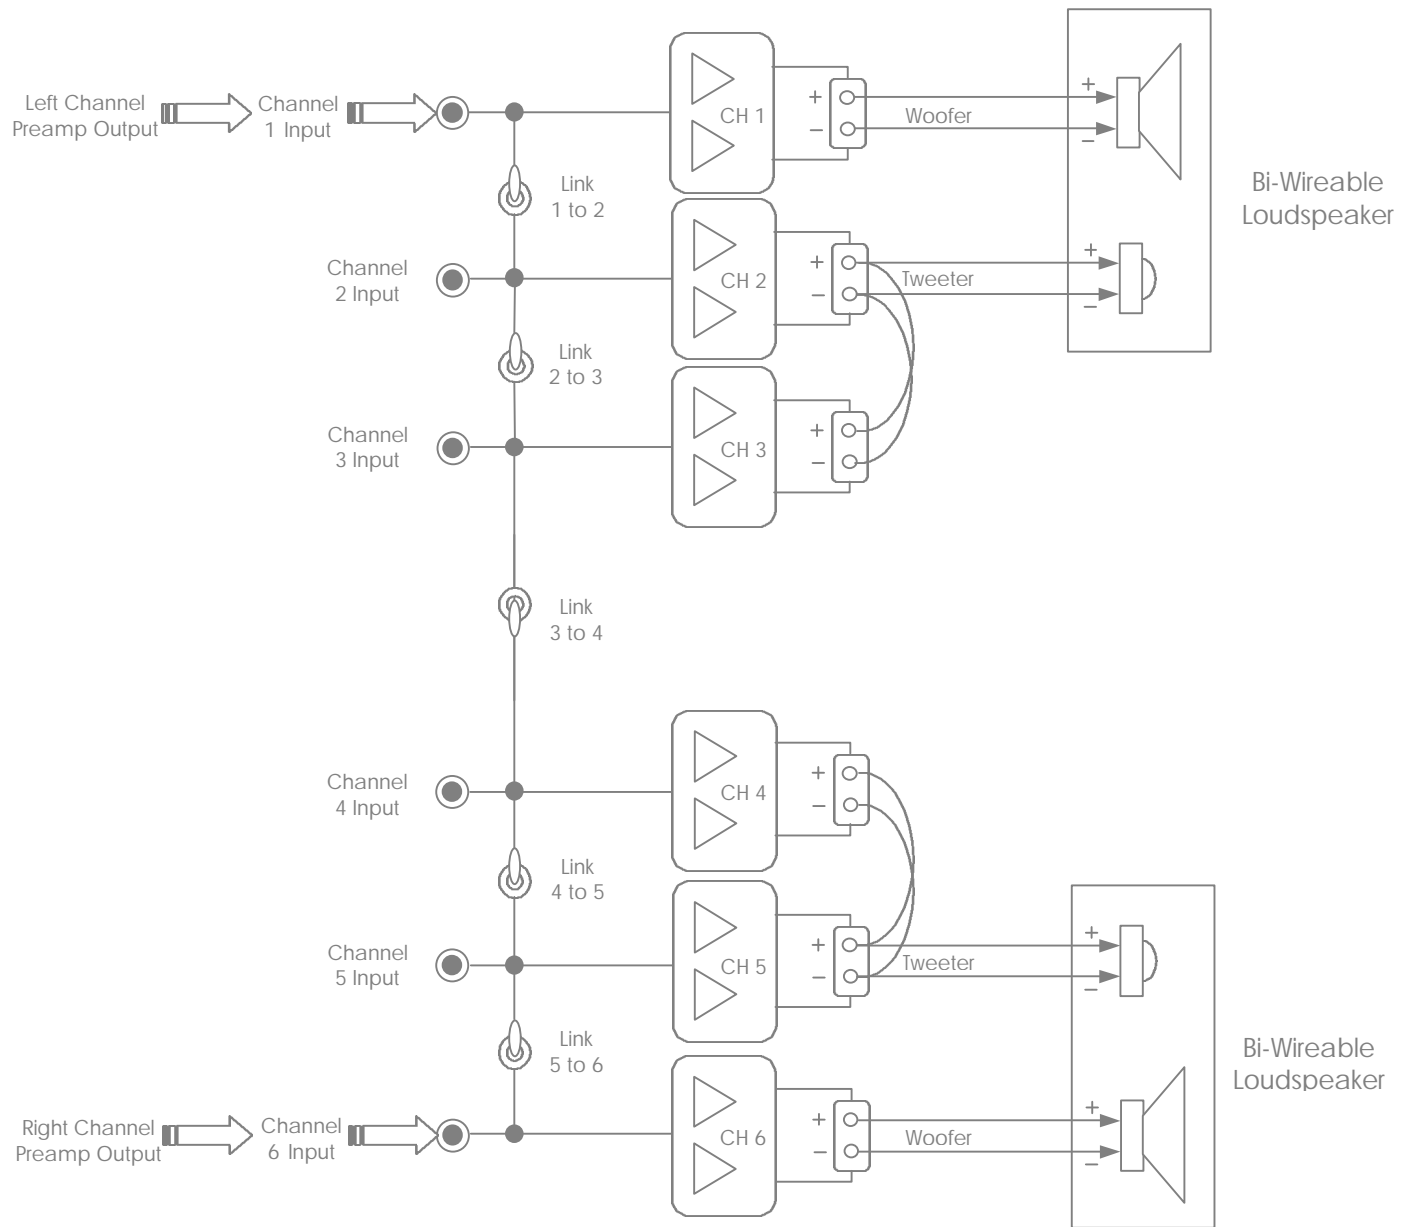 Left Channel
Preamp Output
Channel
1 Input
CH 1
+
−
Woofer
+
−
Link
1 to 2
Bi-Wireable
Loudspeaker
Channel
2 Input
CH 2
+
−
Tweeter
+
−
Link
2 to 3
Channel
3 Input
CH 3
+
−
Link
3 to 4
Channel
4 Input
CH 4
+
−
Link
4 to 5
Channel
5 Input
CH 5
+
−
Tweeter
+
−
Link
5 to 6
Bi-Wireable
Loudspeaker
Right Channel
Preamp Output
Channel
6 Input
CH 6
+
−
Woofer
+
−